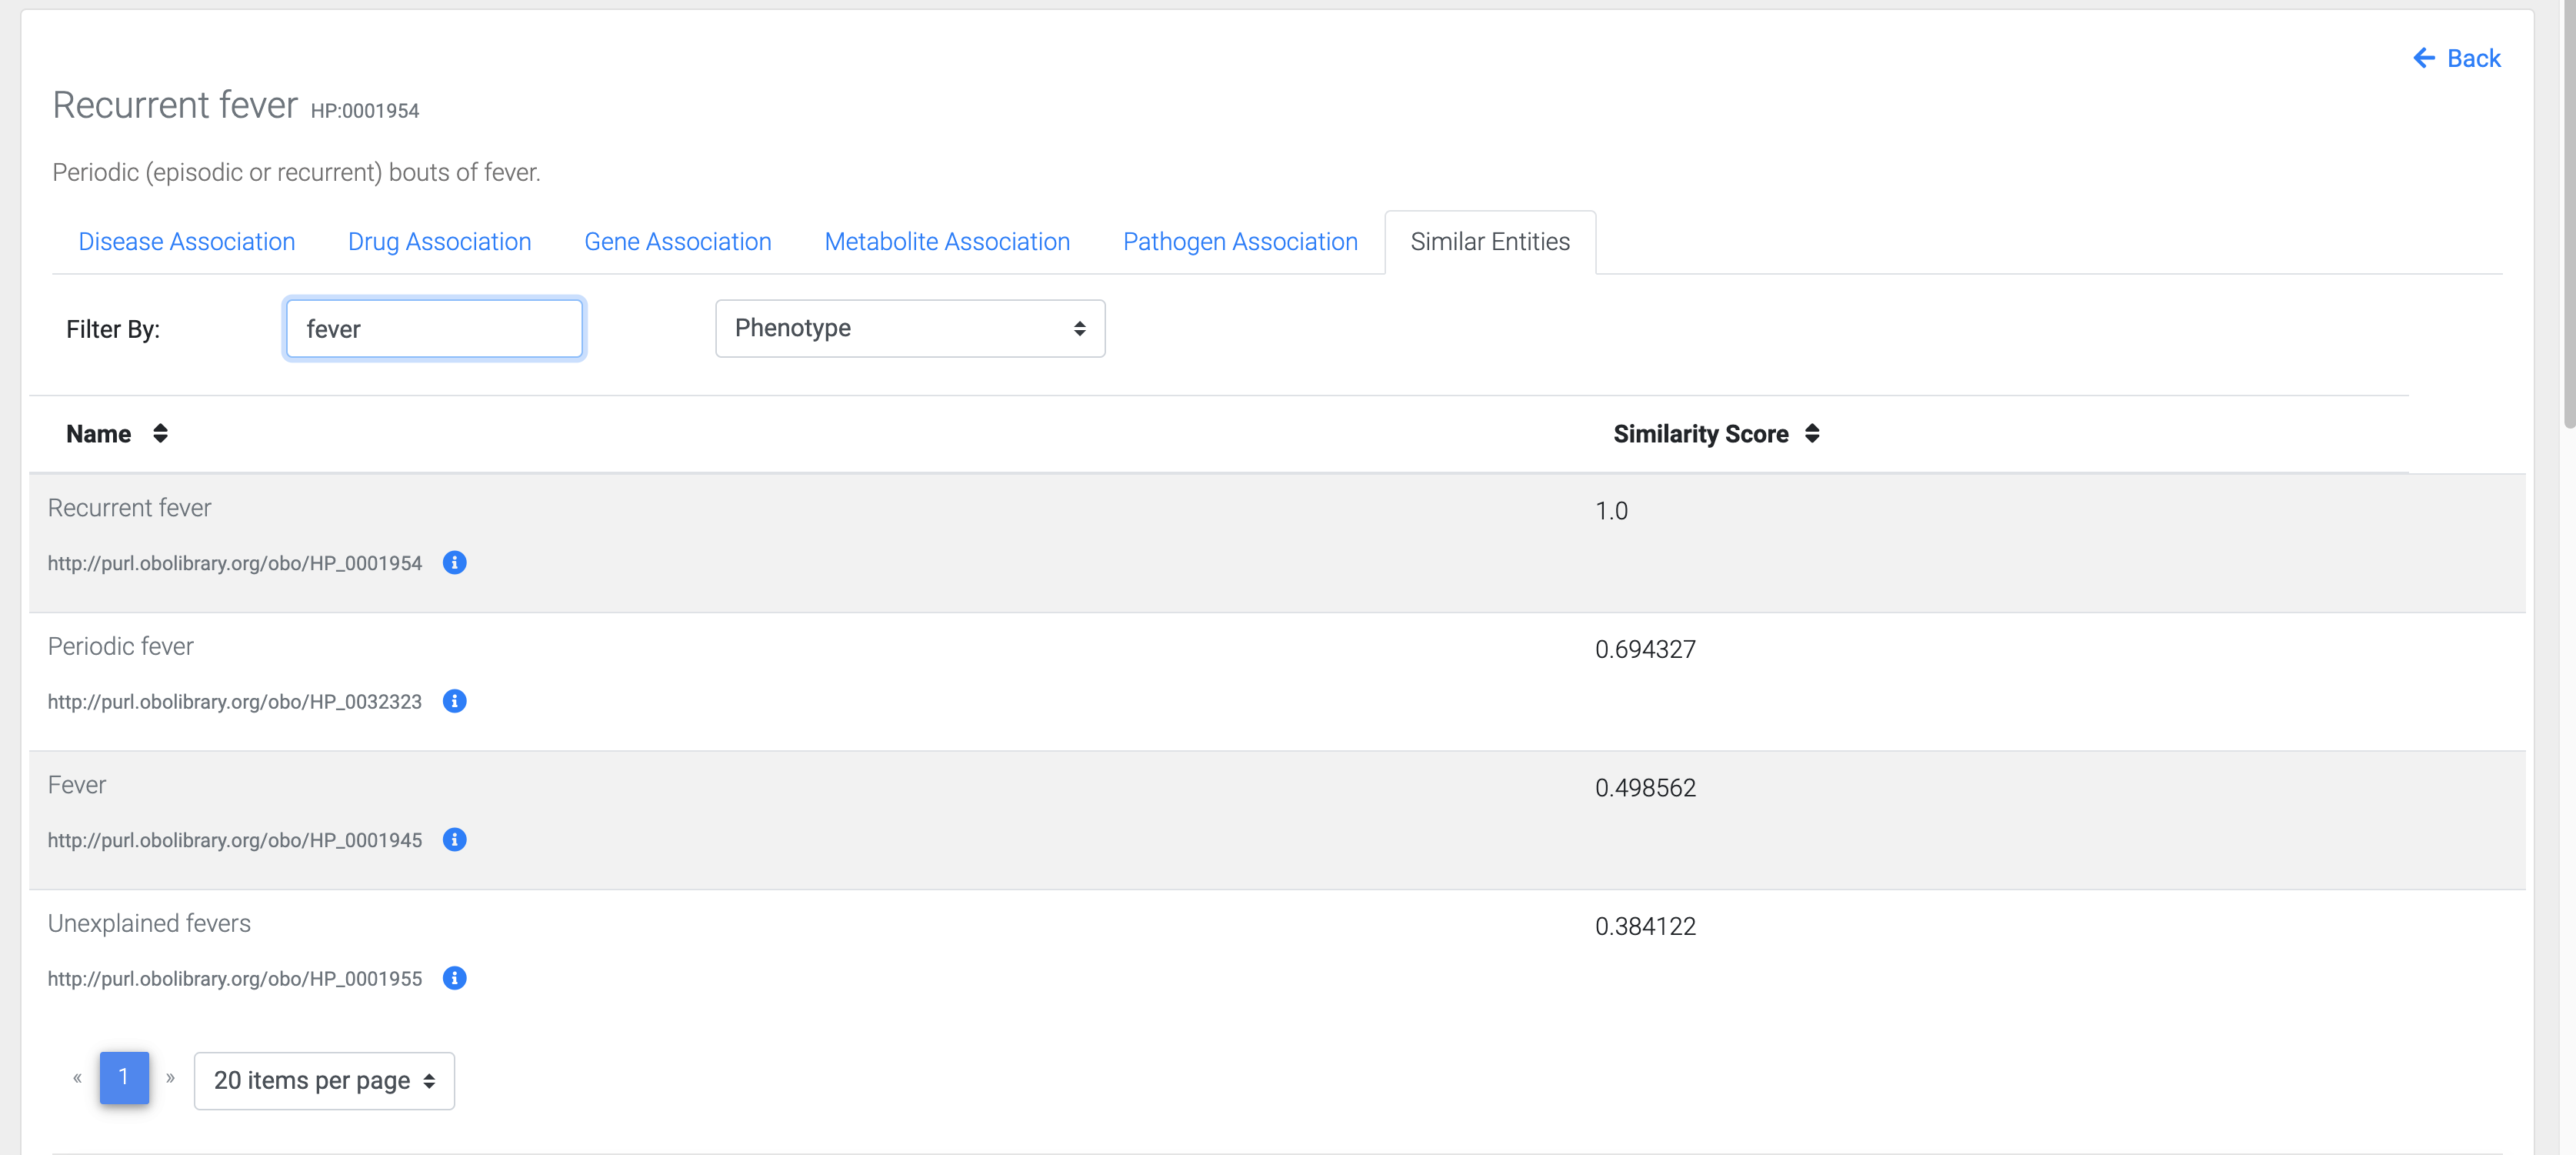 Back
Recurrent fever HP:0001954
Periodic (episodic or recurrent) bouts of fever.
Disease Association Drug Association Gene Association Metabolite Association Pathogen Association Similar Entities
Filter By: fever Phenotype
Name Similarity Score
Recurrent fever 1.0
http://purl.obolibrary.org/obo/HP_0001954
Periodic fever 0.694327
http://purl.obolibrary.org/obo/HP_0032323
Fever 0.498562
http://purl.obolibrary.org/obo/HP_0001945
Unexplained fevers 0.384122
http://purl.obolibrary.org/obo/HP_0001955
« 1 » 20 items per page